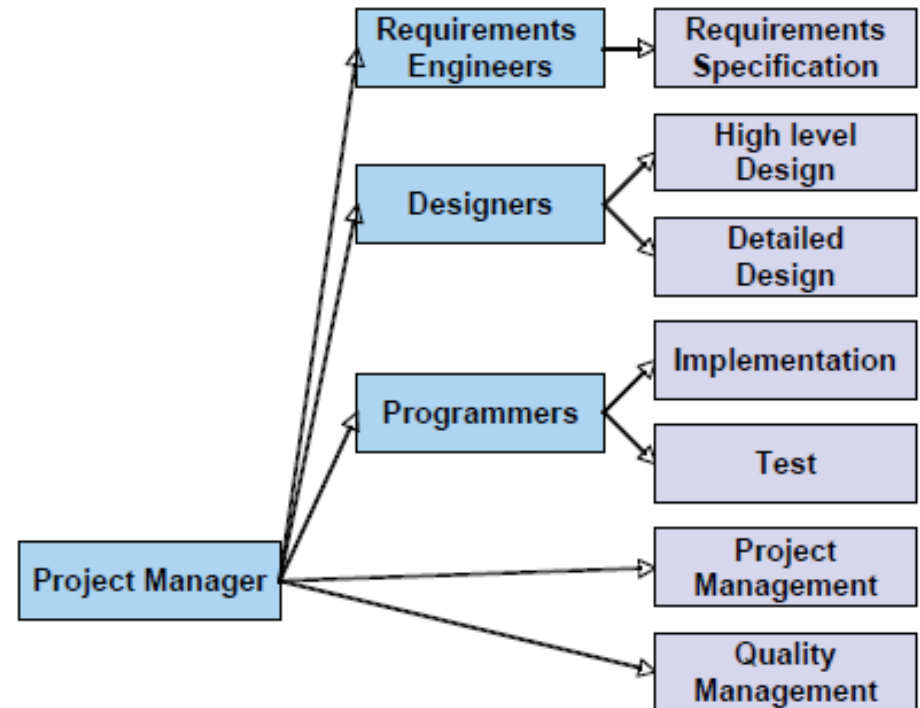 Requirements
Engineers
Requirements
Specification
High level
Design
Designers
Detailed
Design
Implementation
Programmers
Test
Project Manager
Project
Management
Quality
Management